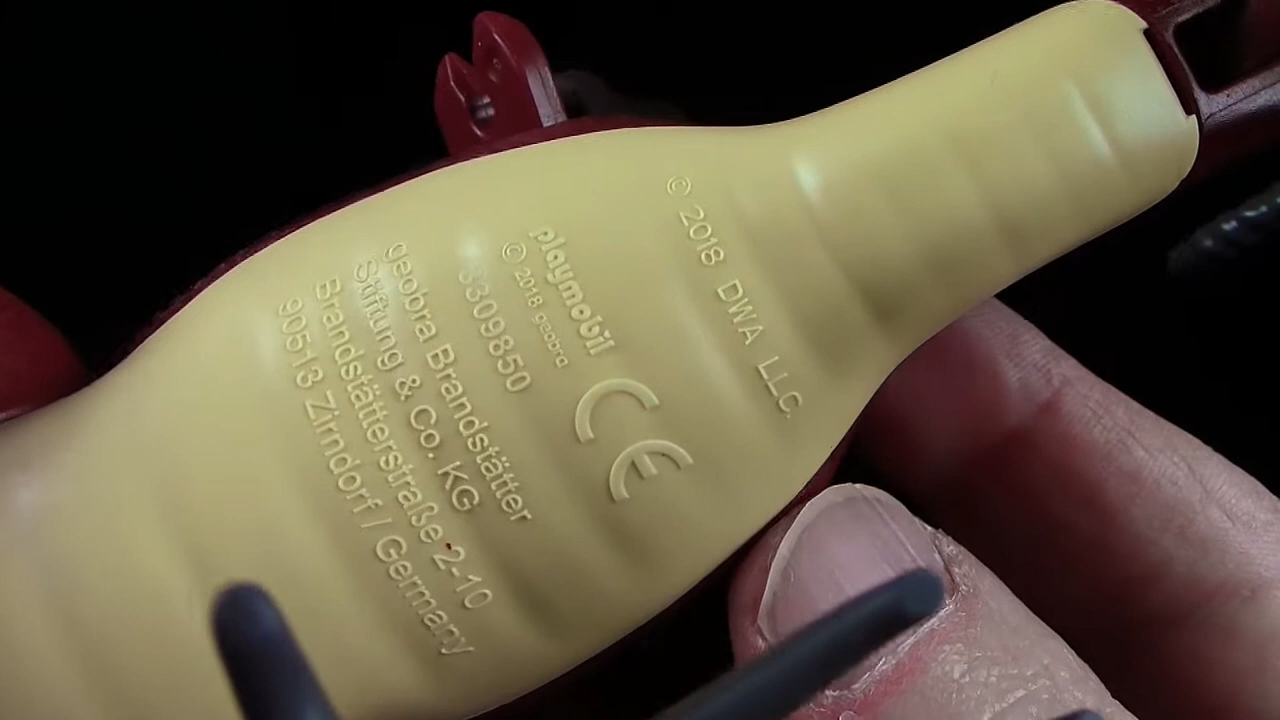 © 2018 DWA LLC.
playmobil
© 2018 geobra
3309850
geobra Brandstätter
Stiftung & Co. KG
Brandstätterstraße 2-10
90513 Zirndorf / Germany
CE